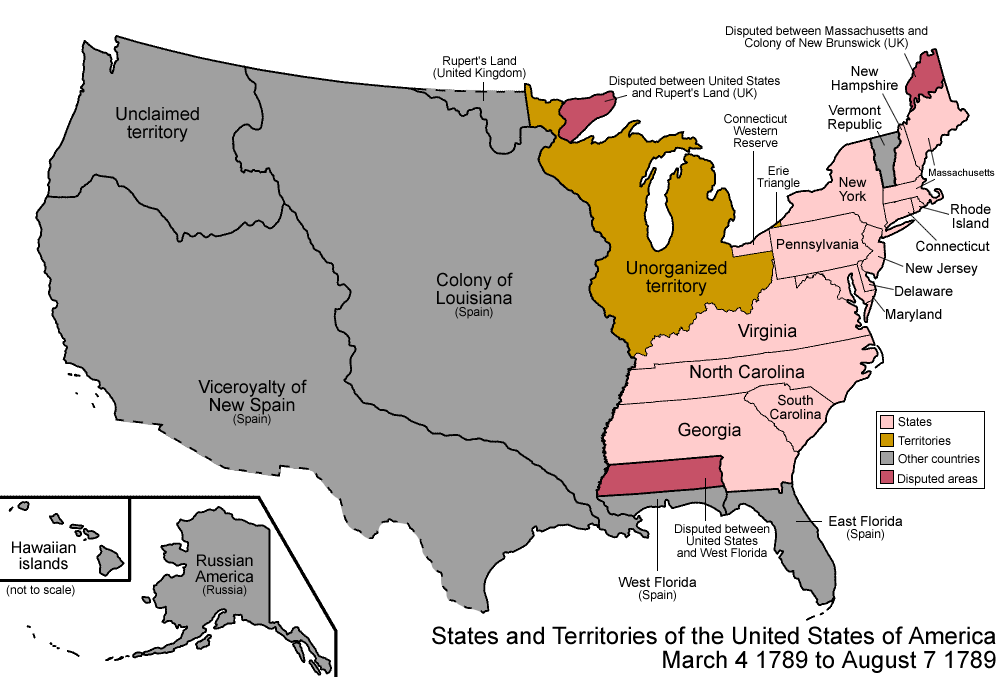 Disputed between Massachusetts and
Colony of New Brunswick (UK)
Rupert's Land
(United Kingdom)
Disputed between United States
and Rupert's Land (UK)
New
Hampshire
Vermont
Republic
Unclaimed
territory
Connecticut
Western
Reserve
Erie
Triangle
Massachusetts
New
York
Rhode
Island
Connecticut
Pennsylvania
New Jersey
Delaware
Maryland
Unorganized
territory
Colony of
Louisiana
(Spain)
Virginia
North Carolina
South
Carolina
Georgia
Viceroyalty of
New Spain
(Spain)
States
Territories
Other countries
Disputed areas
Disputed between
United States
and West Florida
East Florida
(Spain)
West Florida
(Spain)
Hawaiian
islands
(not to scale)
Russian
America
(Russia)
States and Territories of the United States of America
March 4 1789 to August 7 1789